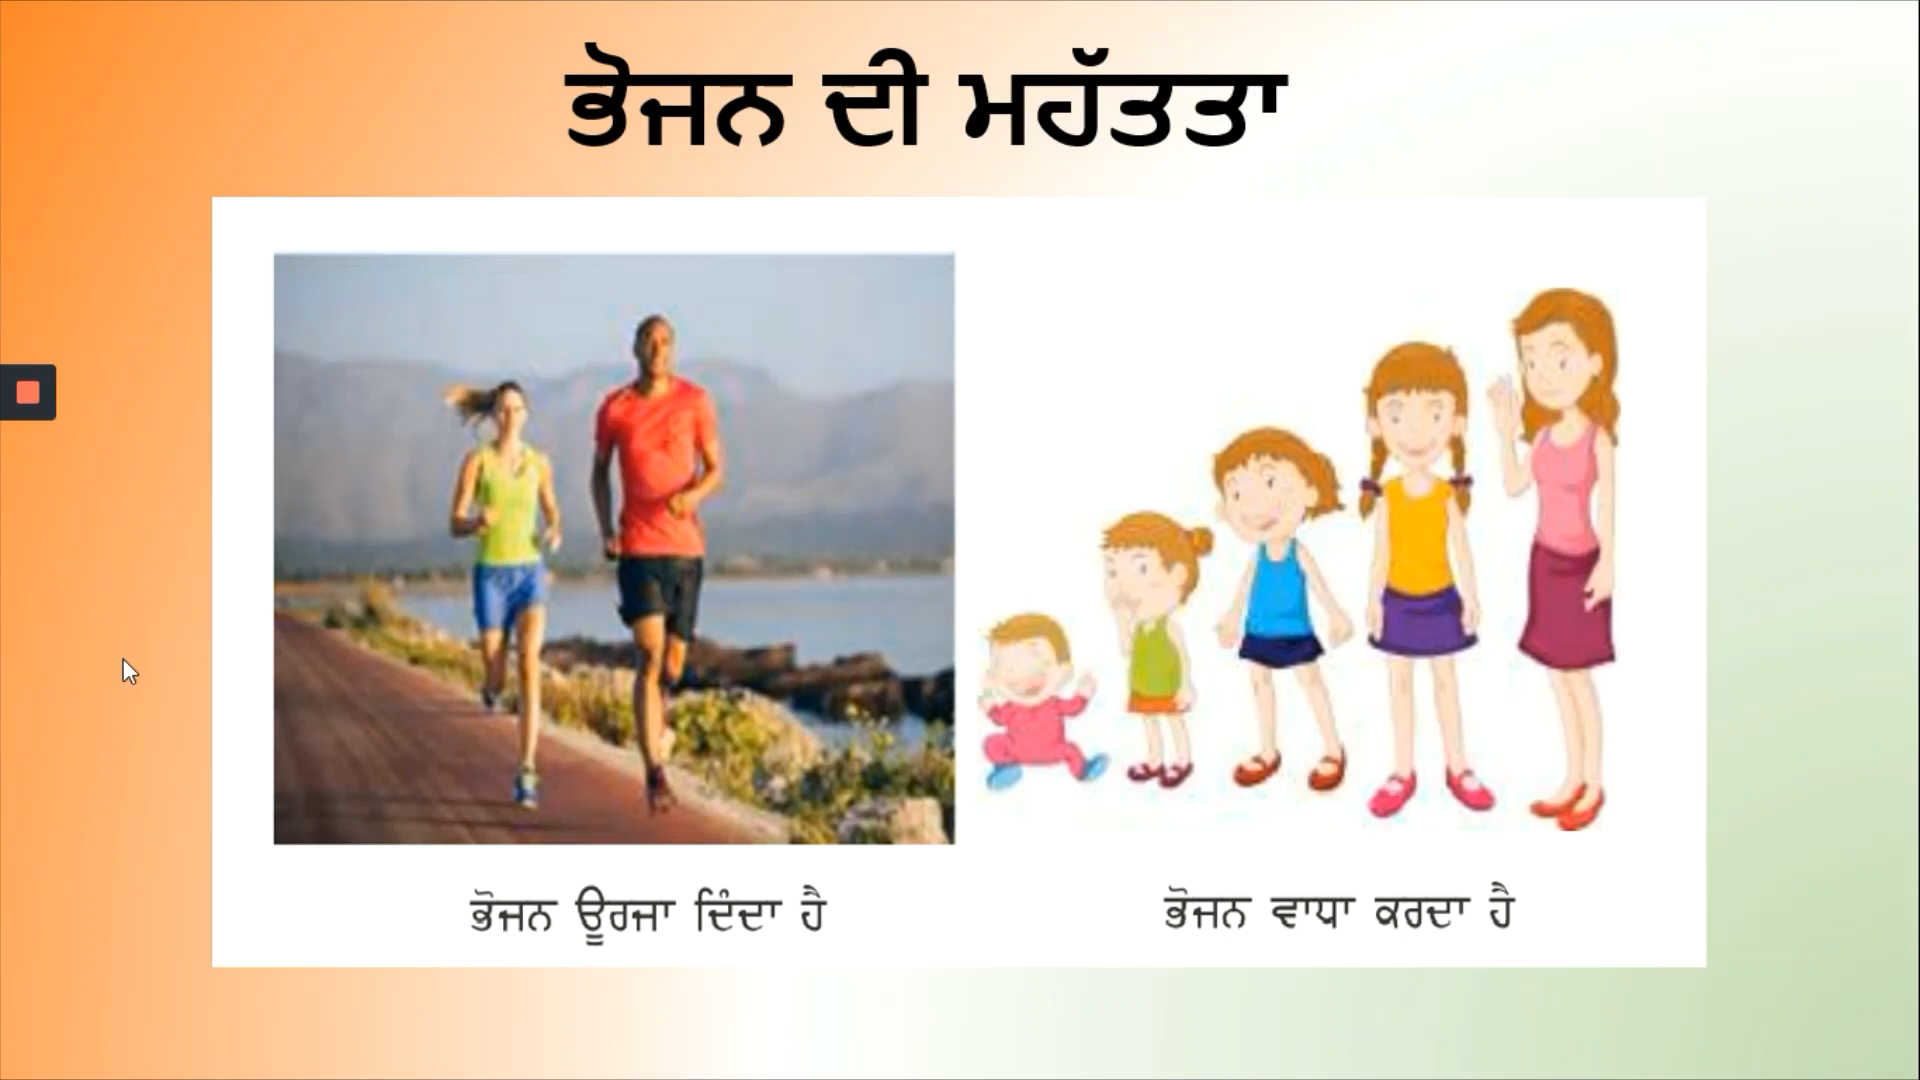 ਭੋਜਨ ਦੀ ਮਹੱਤਤਾ
ਭੋਜਨ ਊਰਜਾ ਦਿੰਦਾ ਹੈ
ਭੋਜਨ ਵਾਧਾ ਕਰਦਾ ਹੈ